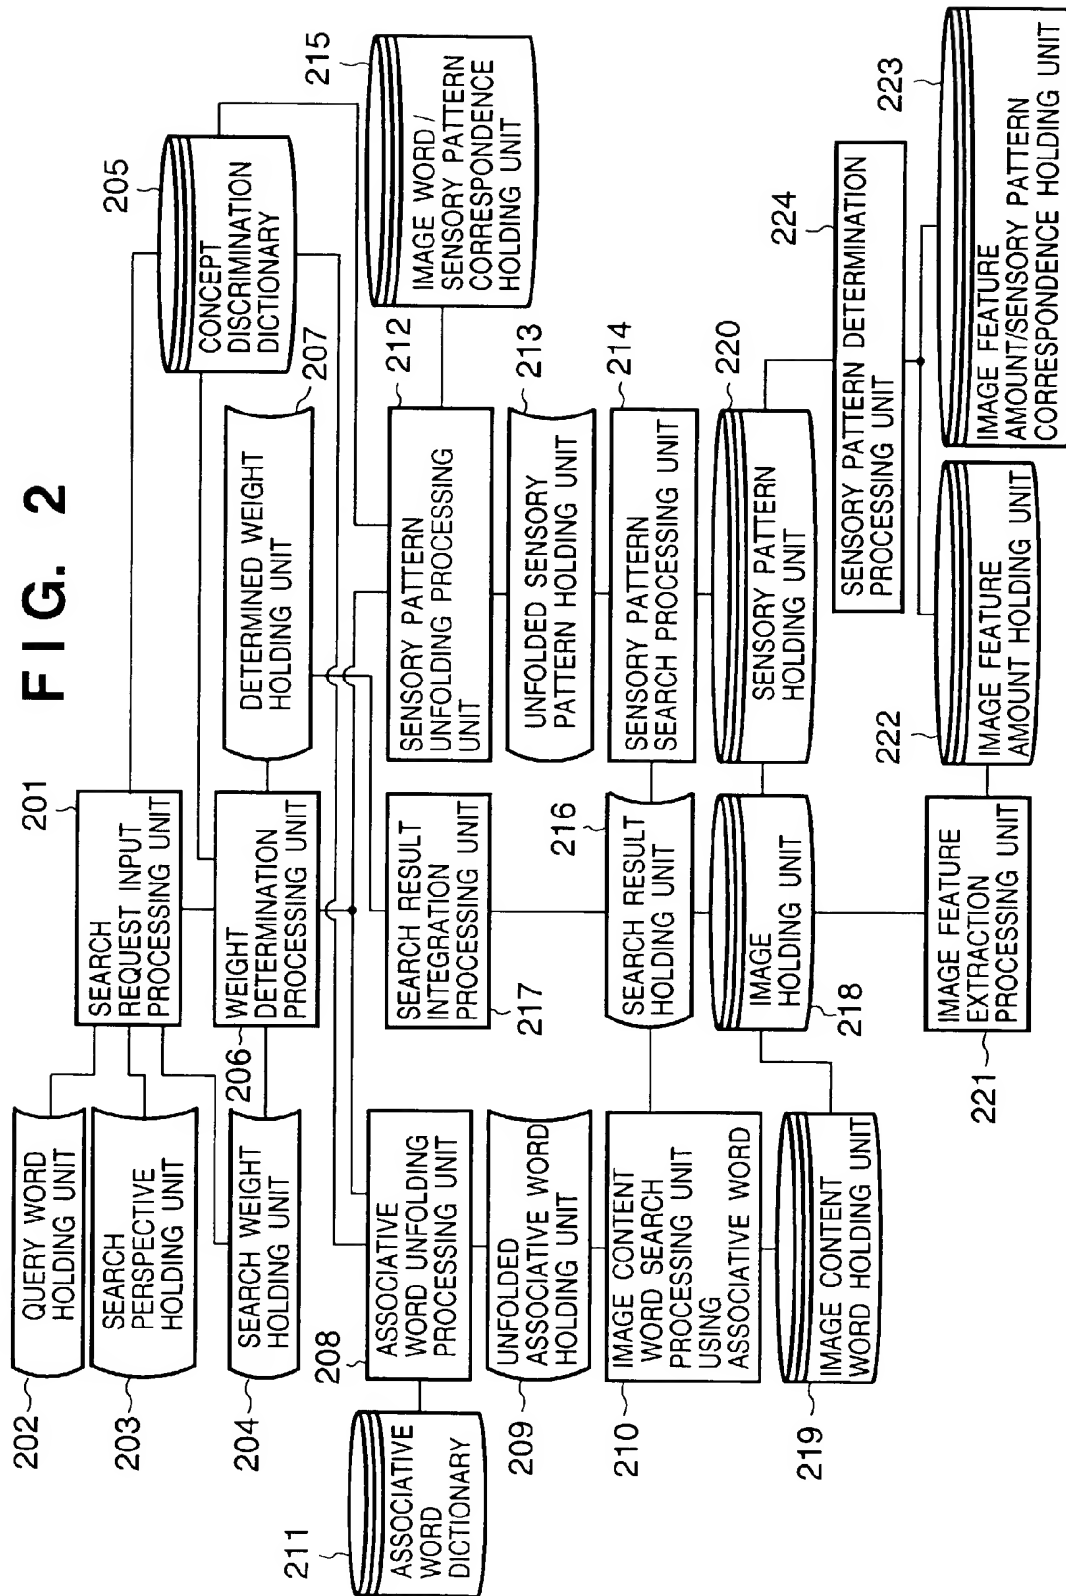 FIG. 2
201
SEARCH
REQUEST INPUT
PROCESSING UNIT
202
QUERY WORD
HOLDING UNIT
203
SEARCH
PERSPECTIVE
HOLDING UNIT
204
SEARCH WEIGHT
HOLDING UNIT
205
CONCEPT
DISCRIMINATION
DICTIONARY
206
WEIGHT
DETERMINATION
PROCESSING UNIT
207
DETERMINED WEIGHT
HOLDING UNIT
211
ASSOCIATIVE
WORD
DICTIONARY
208
ASSOCIATIVE
WORD UNFOLDING
PROCESSING UNIT
209
UNFOLDED
ASSOCIATIVE WORD
HOLDING UNIT
210
IMAGE CONTENT
WORD SEARCH
PROCESSING UNIT
USING
ASSOCIATIVE WORD
219
IMAGE CONTENT
WORD HOLDING UNIT
217
SEARCH RESULT
INTEGRATION
PROCESSING UNIT
216
SEARCH RESULT
HOLDING UNIT
218
IMAGE
HOLDING UNIT
221
IMAGE FEATURE
EXTRACTION
PROCESSING UNIT
212
SENSORY PATTERN
UNFOLDING PROCESSING
UNIT
213
UNFOLDED SENSORY
PATTERN HOLDING UNIT
214
SENSORY PATTERN
SEARCH PROCESSING UNIT
220
SENSORY PATTERN
HOLDING UNIT
215
IMAGE WORD/
SENSORY PATTERN
CORRESPONDENCE
HOLDING UNIT
224
SENSORY PATTERN DETERMINATION
PROCESSING UNIT
222
IMAGE FEATURE
AMOUNT HOLDING UNIT
223
IMAGE FEATURE
AMOUNT/SENSORY PATTERN
CORRESPONDENCE HOLDING UNIT